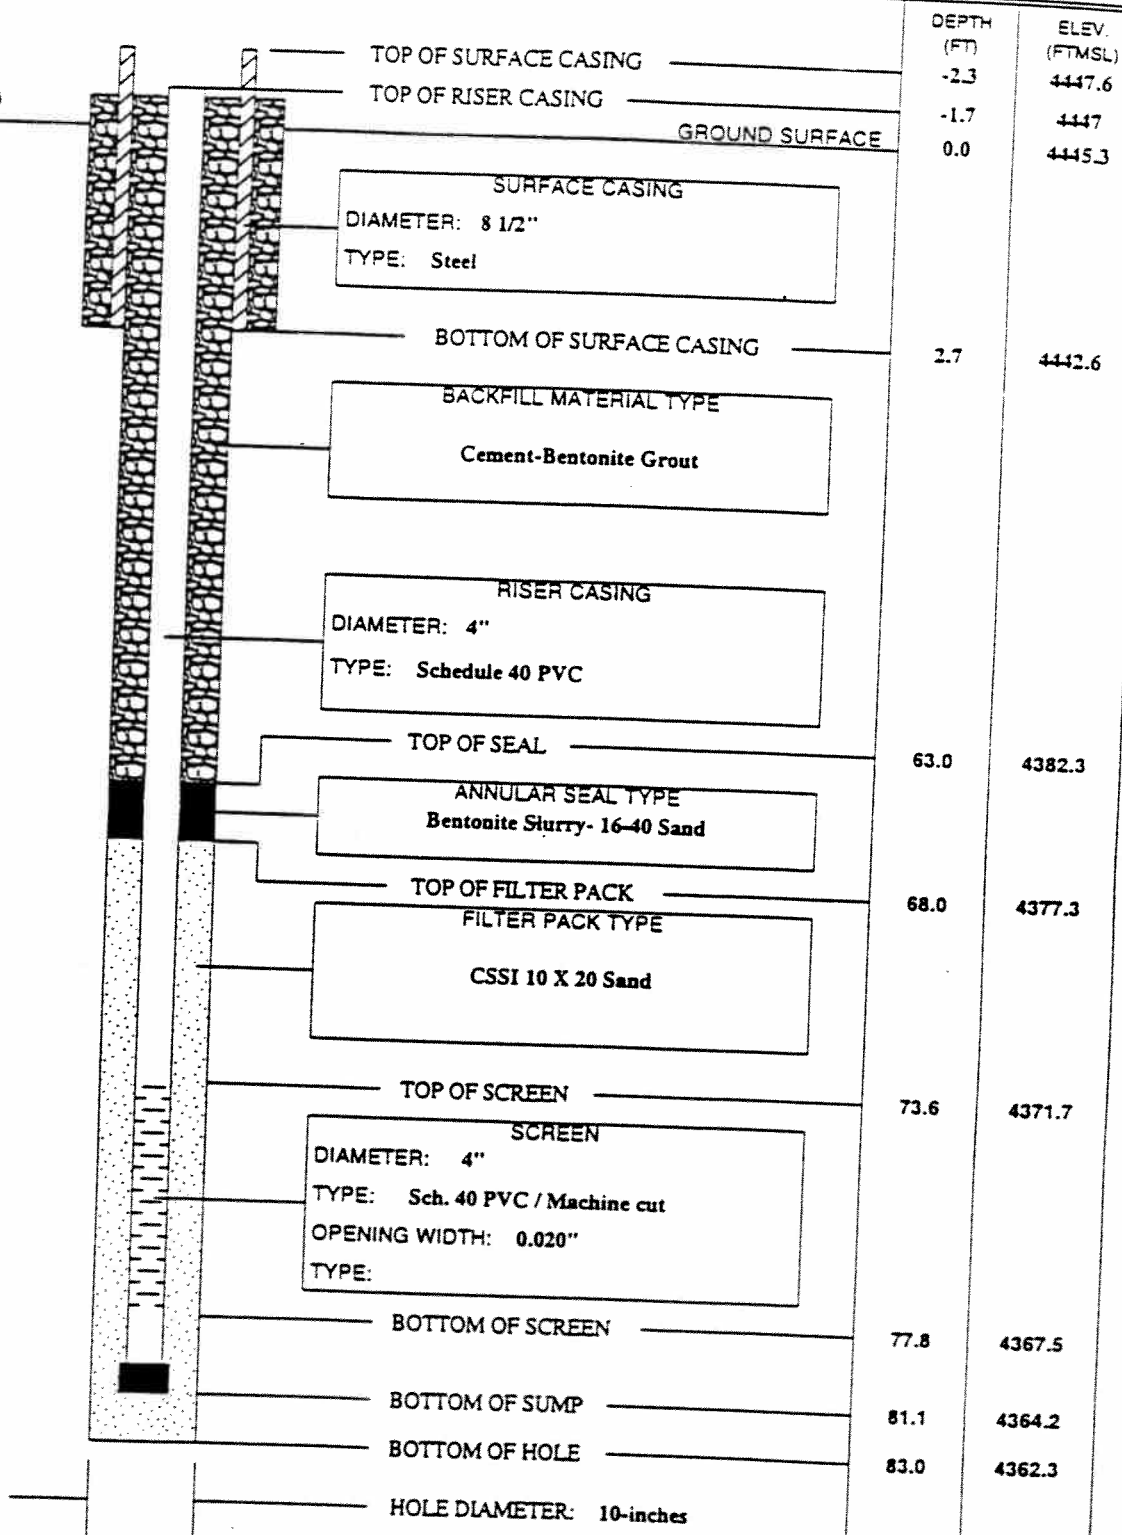 DEPTH ELEV.
(FT) (FTMSL)
TOP OF SURFACE CASING -2.3 4447.6
TOP OF RISER CASING -1.7 4447
GROUND SURFACE 0.0 4445.3
SURFACE CASING
DIAMETER: 8 1/2"
TYPE: Steel
BOTTOM OF SURFACE CASING 2.7 4442.6
BACKFILL MATERIAL TYPE
Cement-Bentonite Grout
RISER CASING
DIAMETER: 4"
TYPE: Schedule 40 PVC
TOP OF SEAL 63.0 4382.3
ANNULAR SEAL TYPE
Bentonite Slurry- 16-40 Sand
TOP OF FILTER PACK 68.0 4377.3
FILTER PACK TYPE
CSSI 10 X 20 Sand
TOP OF SCREEN 73.6 4371.7
SCREEN
DIAMETER: 4"
TYPE: Sch. 40 PVC / Machine cut
OPENING WIDTH: 0.020"
TYPE:
BOTTOM OF SCREEN 77.8 4367.5
BOTTOM OF SUMP 81.1 4364.2
BOTTOM OF HOLE 83.0 4362.3
HOLE DIAMETER: 10-inches